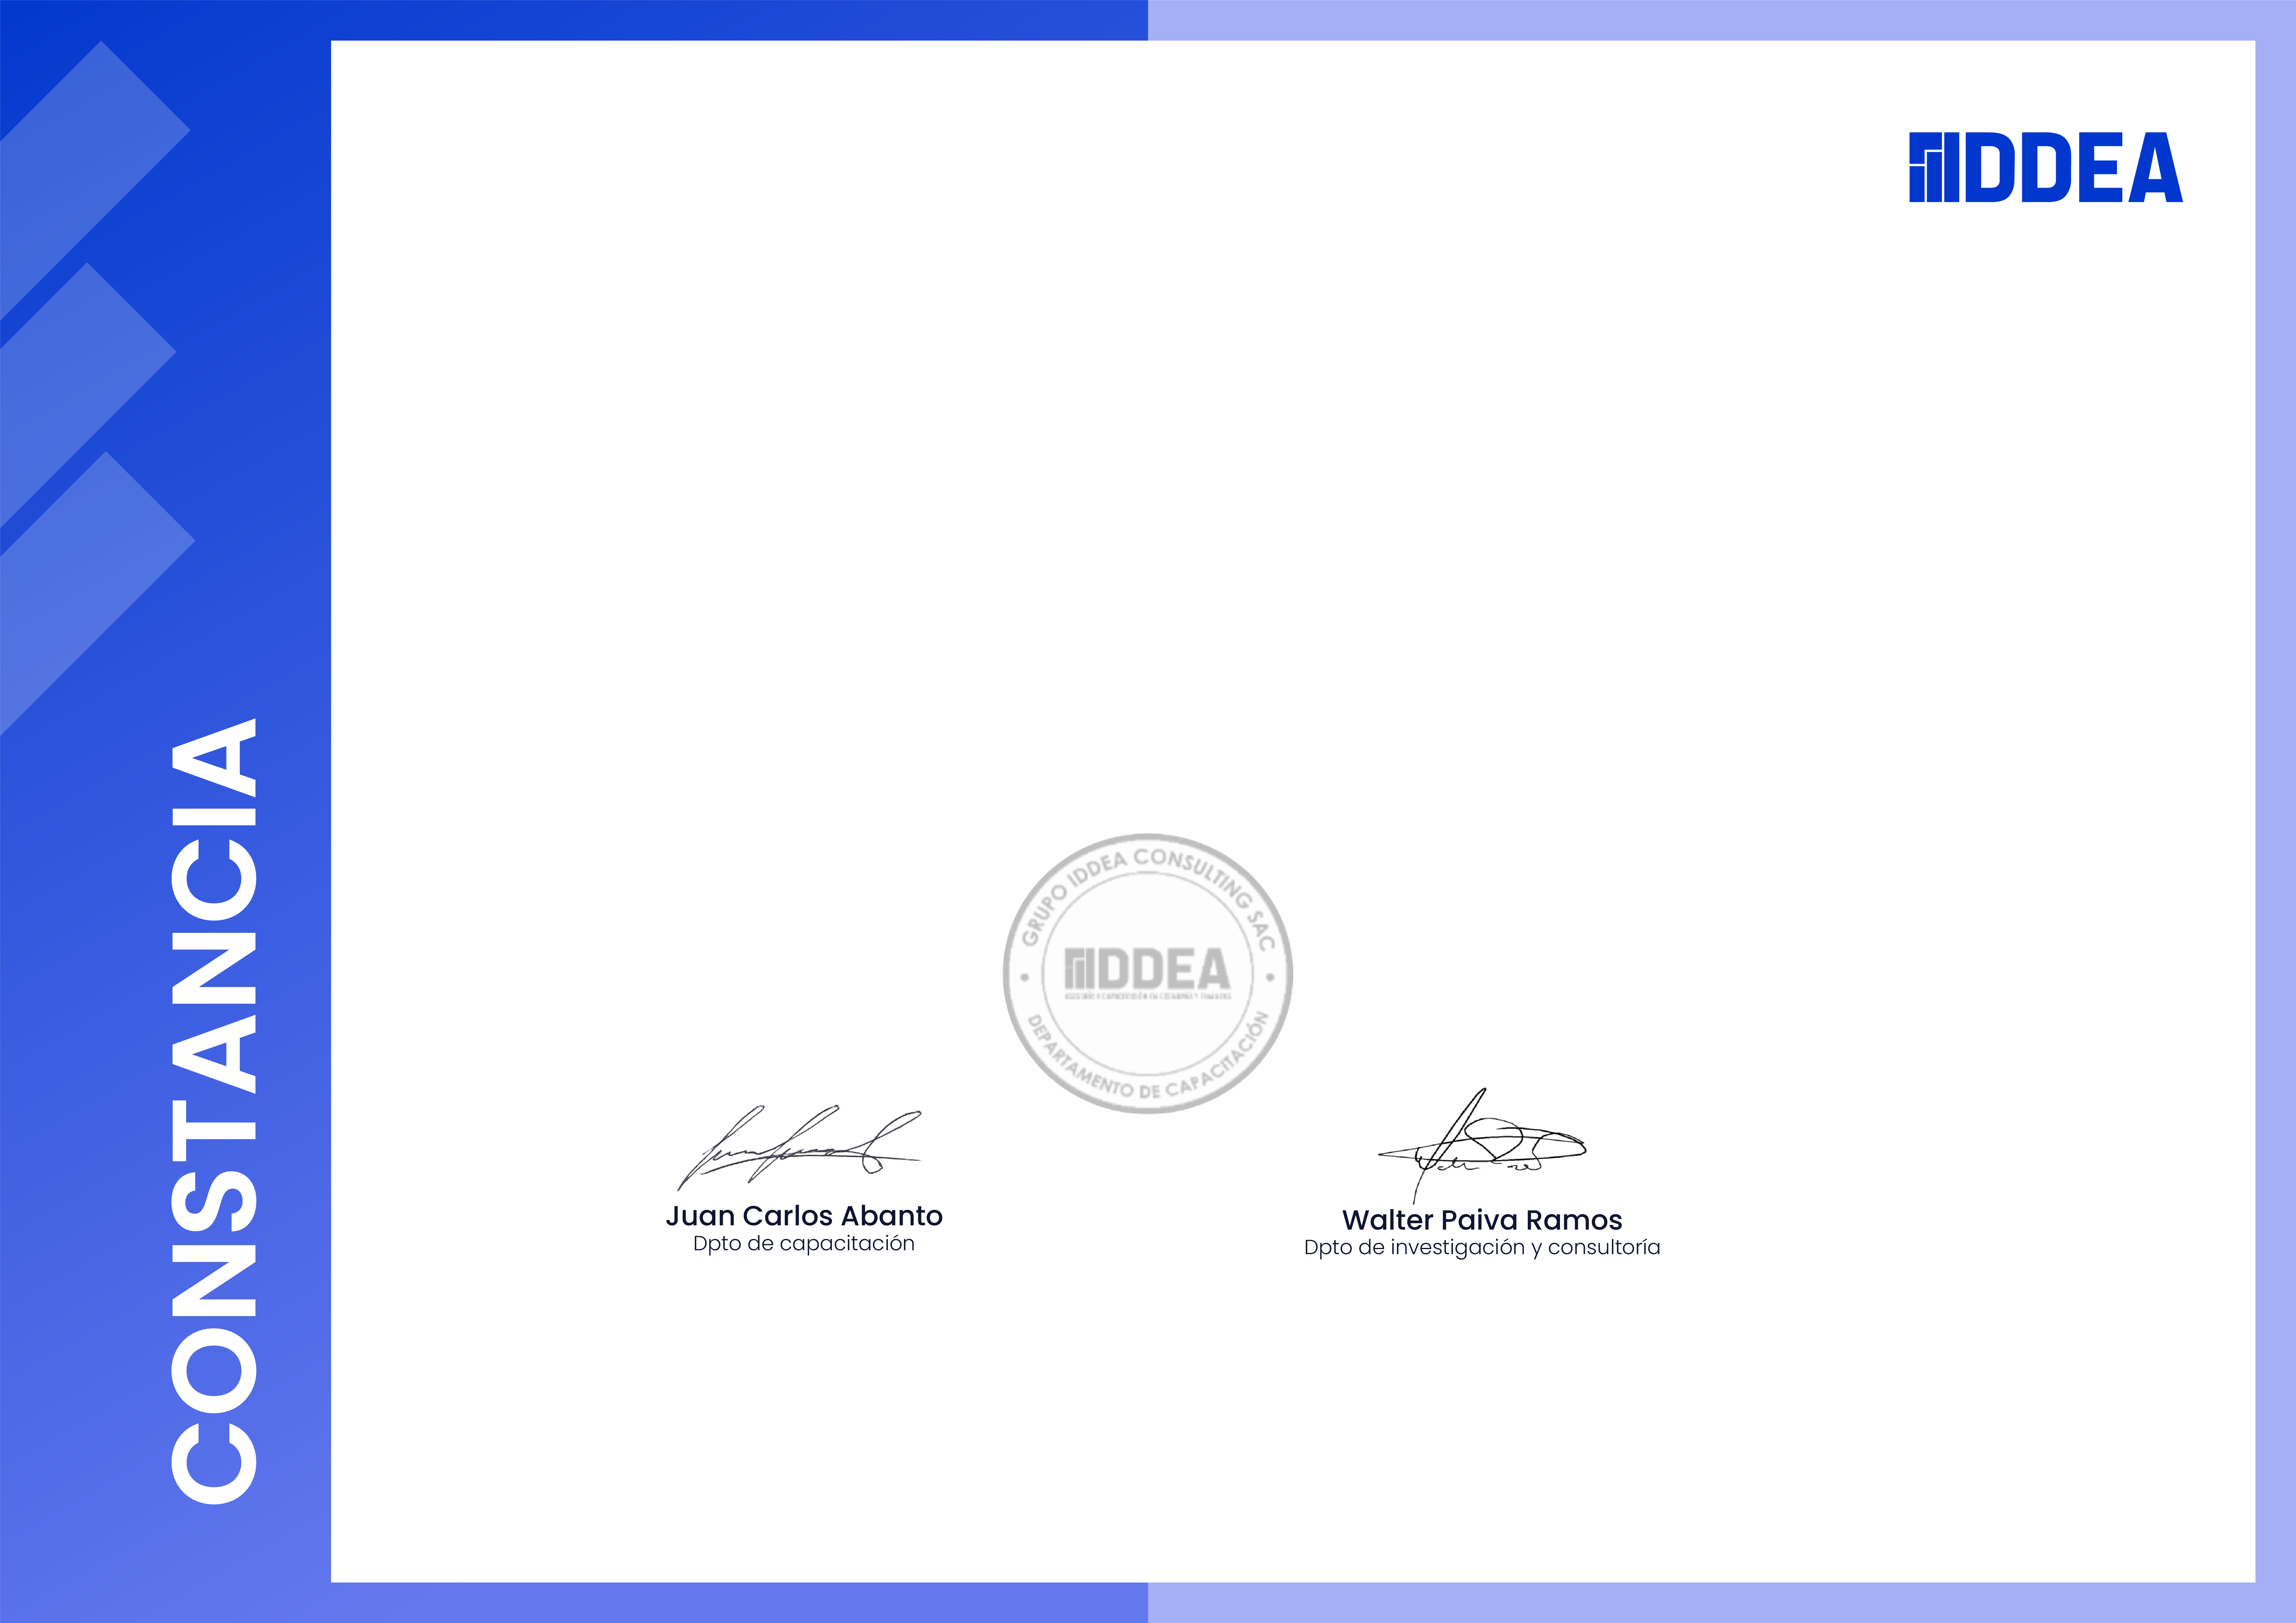 IDDEA
CONSTANCIA
GRUPO IDDEA CONSULTING SAC
IDDEA
DEPARTAMENTO DE CAPACITACIÓN
Juan Carlos Abanto
Dpto de capacitación
Walter Paiva Ramos
Dpto de investigación y consultoría